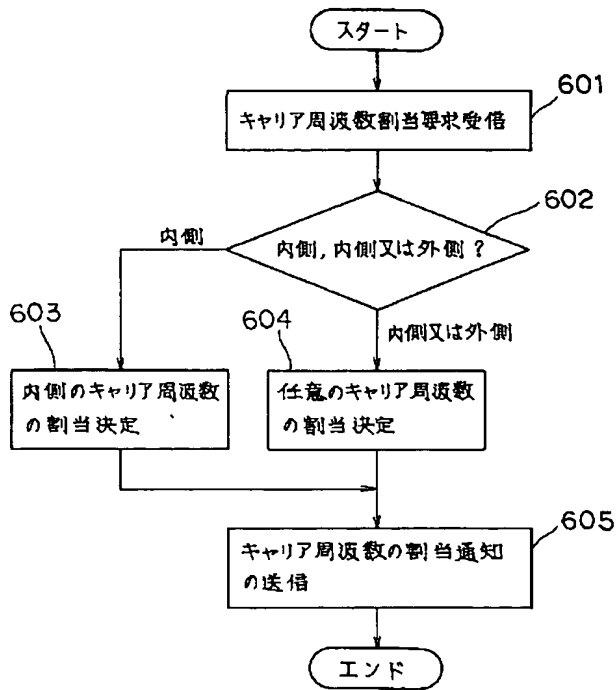 スタート
601
キャリア周波数割当要求受信
602
内側,内側又は外側?
内側
内側又は外側
603
604
内側のキャリア周波数
の割当決定
任意のキャリア周波数
の割当決定
605
キャリア周波数の割当通知
の送信
エンド